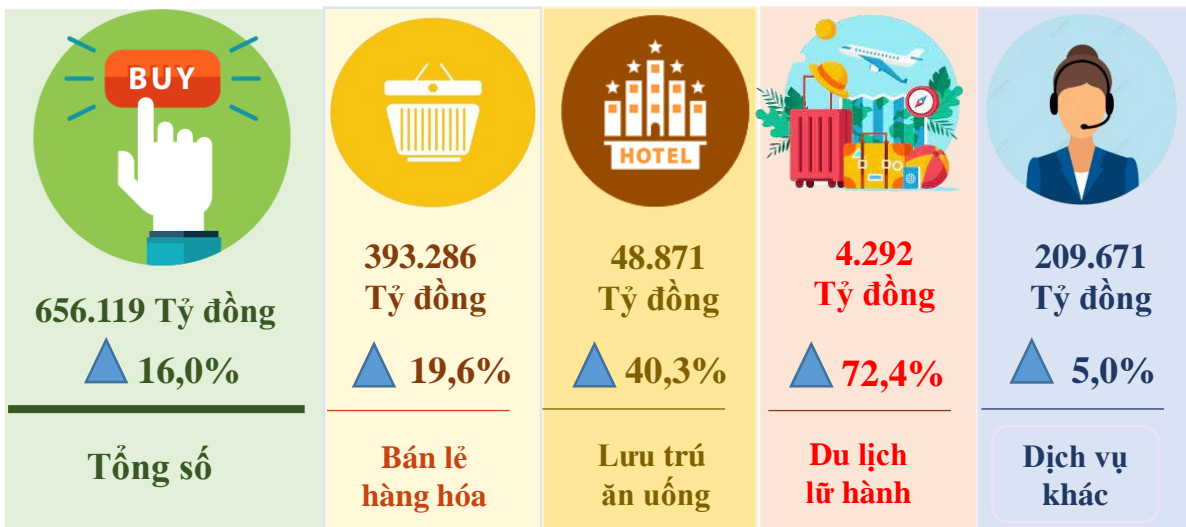 BUY
656.119 Tỷ đồng
16,0%
Tổng số
393.286
Tỷ đồng
19,6%
Bán lẻ
hàng hóa
HOTEL
48.871
Tỷ đồng
40,3%
Lưu trú
ăn uống
4.292
Tỷ đồng
72,4%
Du lịch
lữ hành
209.671
Tỷ đồng
5,0%
Dịch vụ
khác